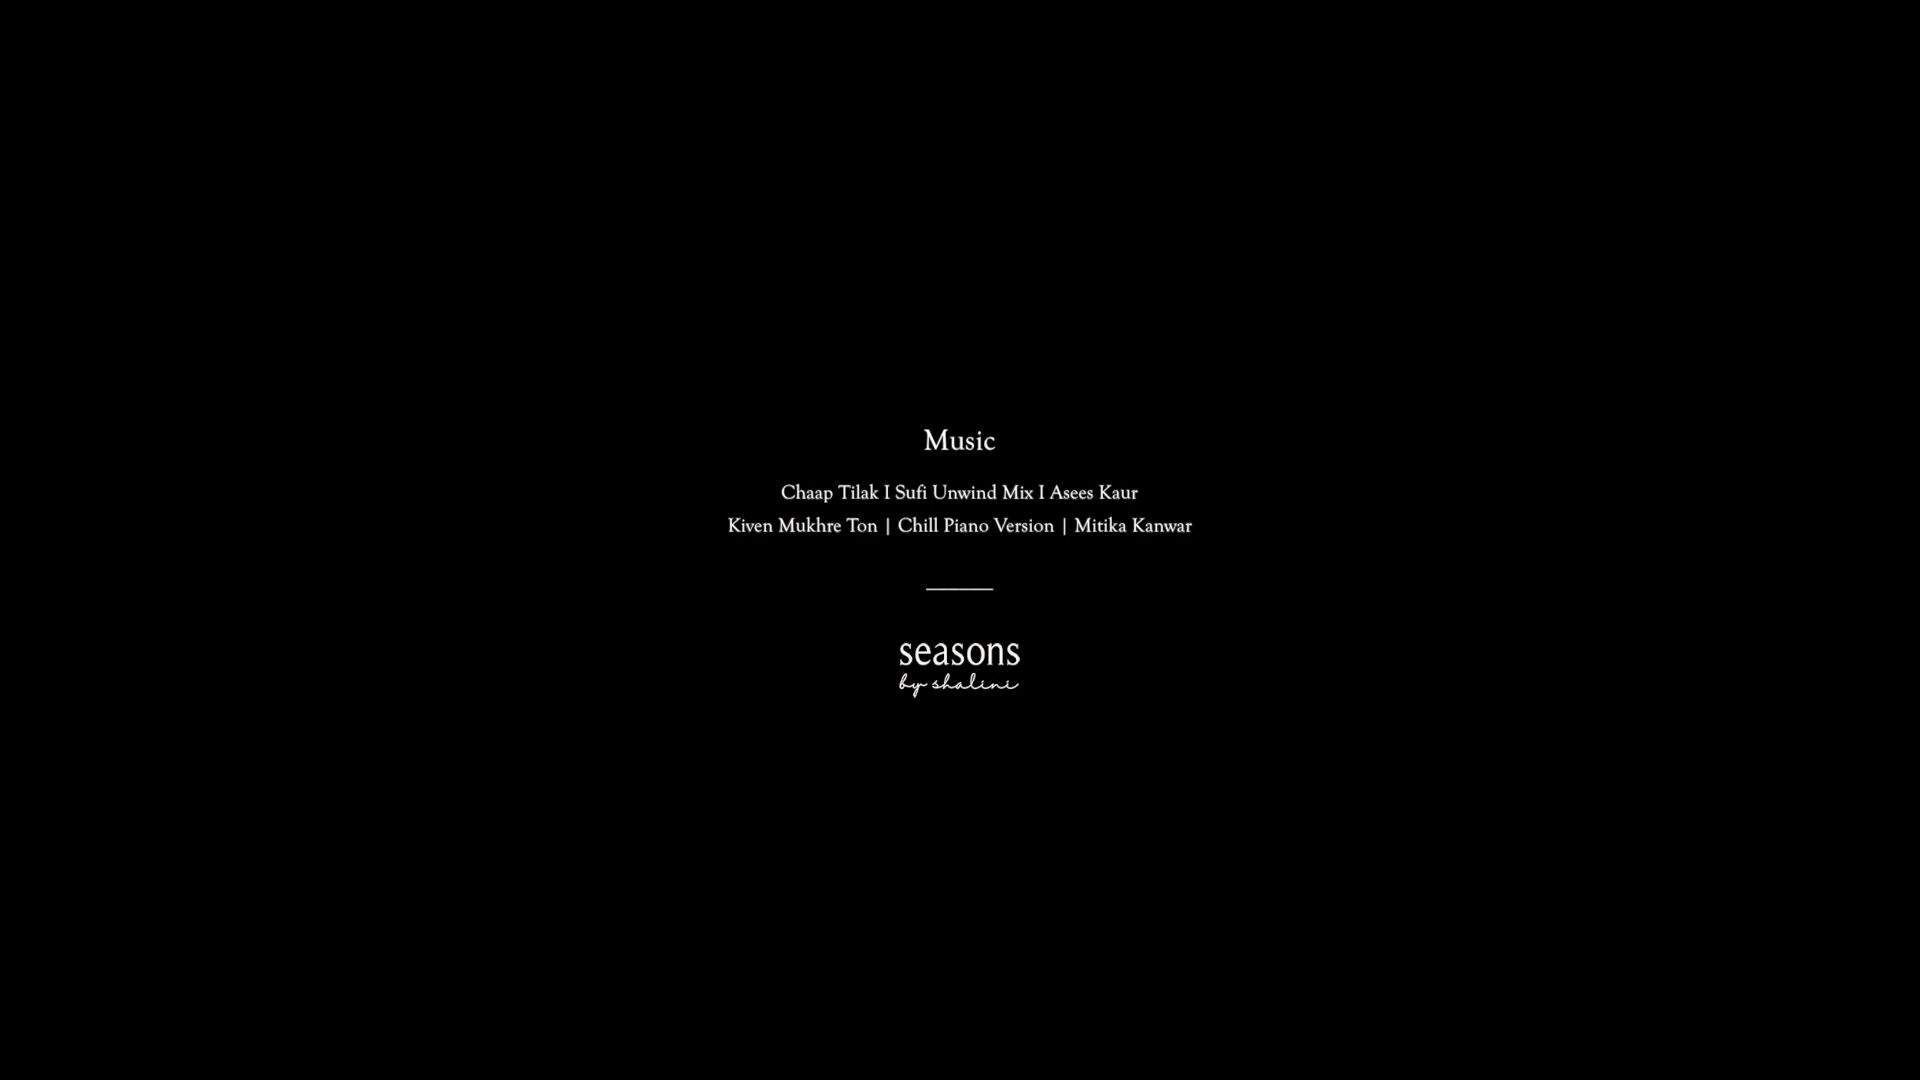 Music
Chaap Tilak I Sufi Unwind Mix I Asees Kaur
Kiven Mukhre Ton | Chill Piano Version | Mitika Kanwar
seasons
by shalini